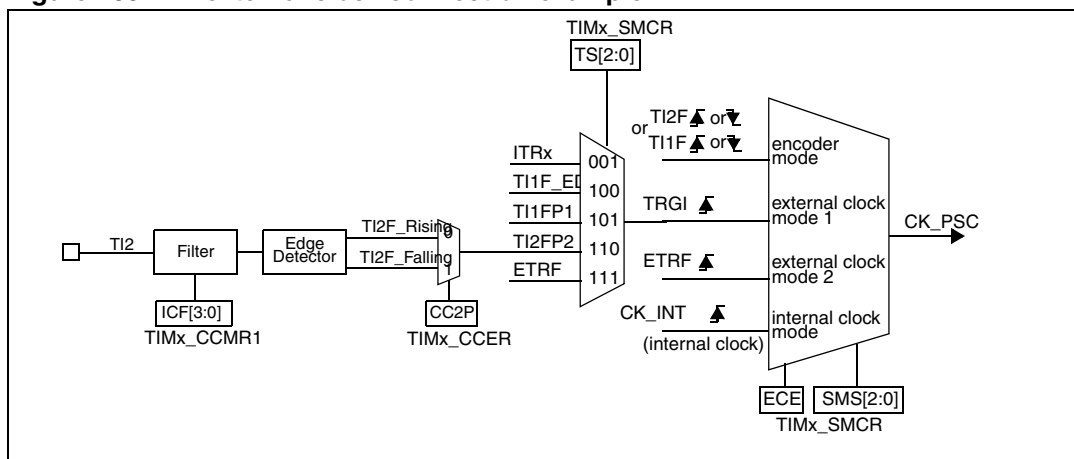 TIMx_SMCR
TS[2:0]
TI2F or
or TI1F or
encoder mode
ITRx 001
TI1F_ED 100
TI1FP1 101
TI2FP2 110
ETRF 111
TRGI
external clock mode 1
CK_PSC
ETRF
external clock mode 2
CK_INT
(internal clock)
internal clock mode
TI2
Filter
Edge Detector
TI2F_Rising 0
TI2F_Falling 1
ICF[3:0]
TIMx_CCMR1
CC2P
TIMx_CCER
ECE SMS[2:0]
TIMx_SMCR